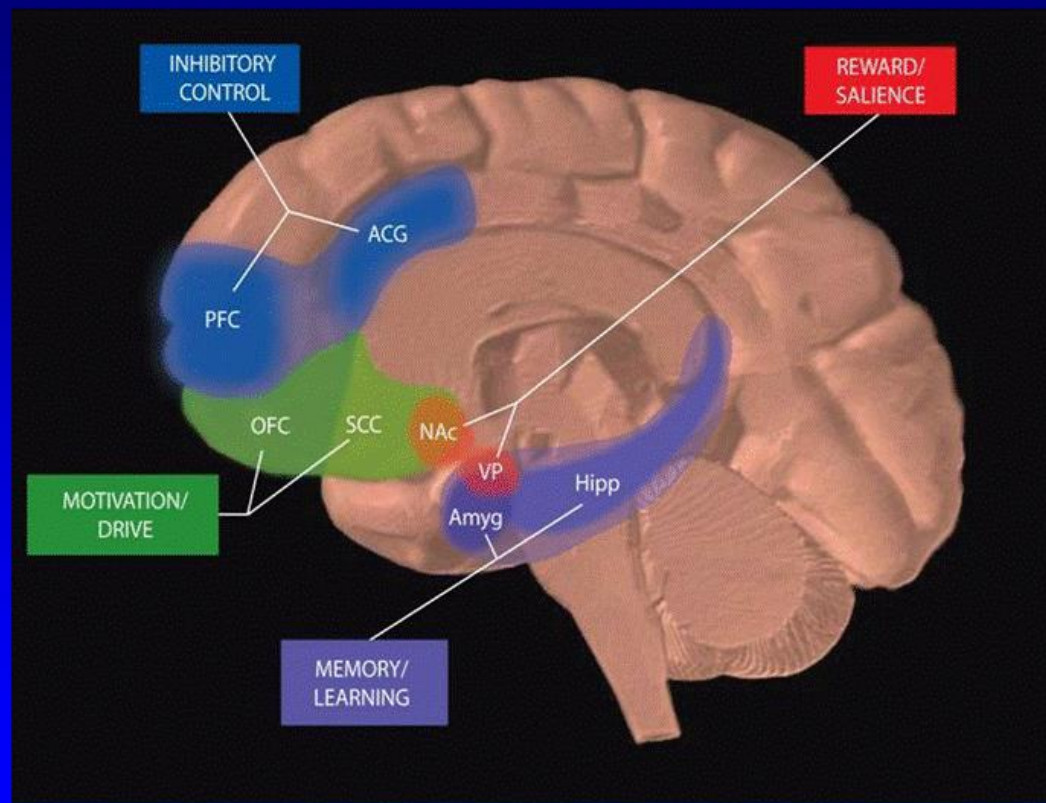 INHIBITORY
CONTROL
REWARD/
SALIENCE
ACG
PFC
OFC
SCC
NAc
VP
Hipp
Amyg
MOTIVATION/
DRIVE
MEMORY/
LEARNING